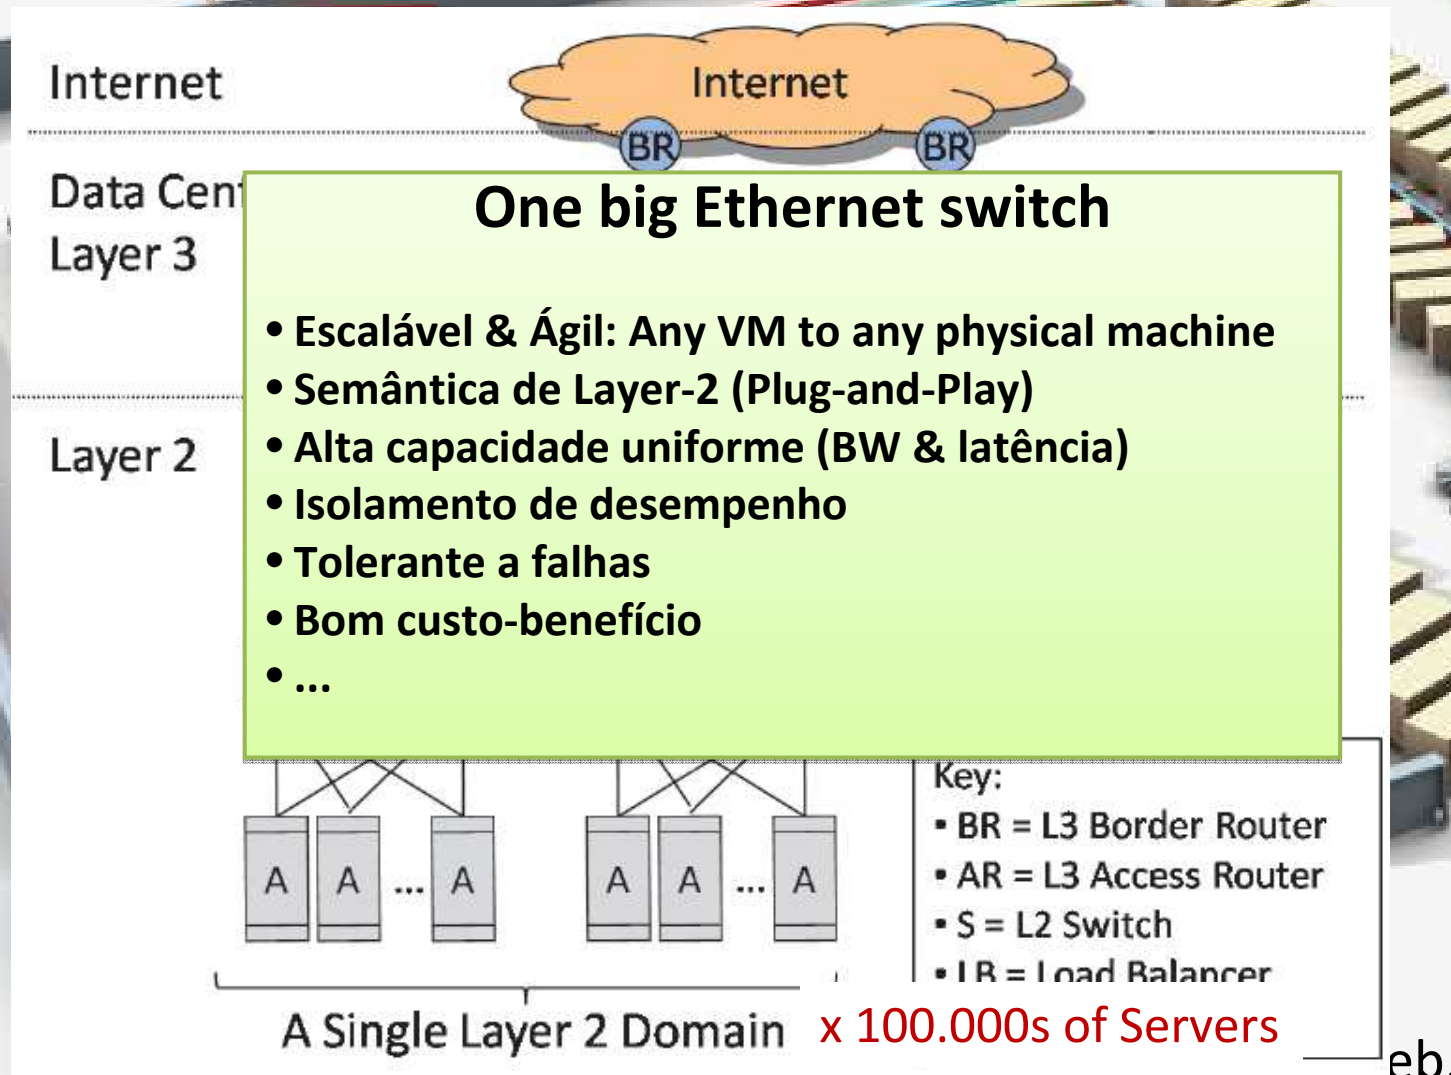 Internet
Internet
BR
BR
Data Cent
Layer 3
One big Ethernet switch
• Escalável & Ágil: Any VM to any physical machine
• Semântica de Layer-2 (Plug-and-Play)
• Alta capacidade uniforme (BW & latência)
• Isolamento de desempenho
• Tolerante a falhas
• Bom custo-benefício
• ...
Layer 2
A A ... A
A A ... A
Key:
▪ BR = L3 Border Router
▪ AR = L3 Access Router
▪ S = L2 Switch
▪ LB = Load Balancer
A Single Layer 2 Domain
x 100.000s of Servers
eb.